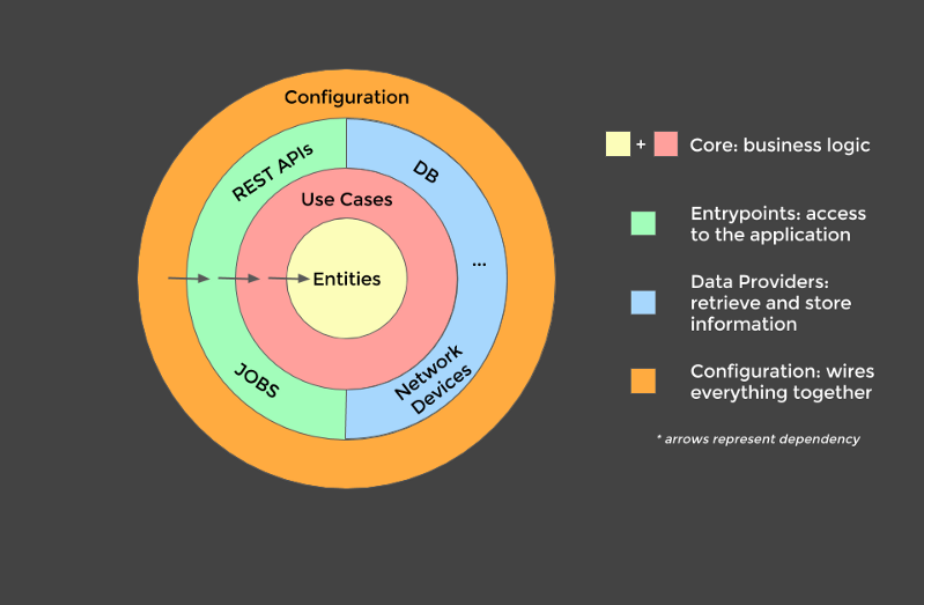 Configuration
REST APIs
DB
Use Cases
...
Entities
JOBS
Network
Devices
+
Core: business logic
Entrypoints: access
to the application
Data Providers:
retrieve and store
information
Configuration: wires
everything together
* arrows represent dependency